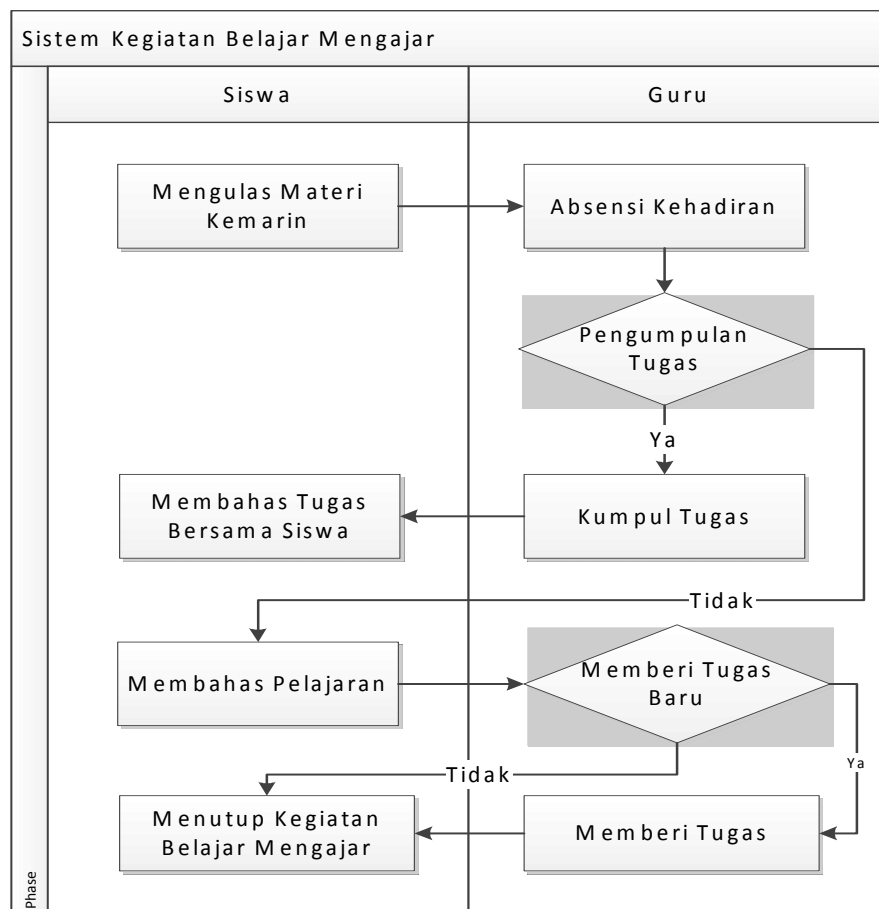 Sistem Kegiatan Belajar Mengajar
Siswa
Guru
Mengulas Materi
Kemarin
Absensi Kehadiran
Pengumpulan
Tugas
Ya
Membahas Tugas
Bersama Siswa
Kumpul Tugas
Tidak
Membahas Pelajaran
Memberi Tugas
Baru
Ya
Tidak
Menutup Kegiatan
Belajar Mengajar
Memberi Tugas
Phase